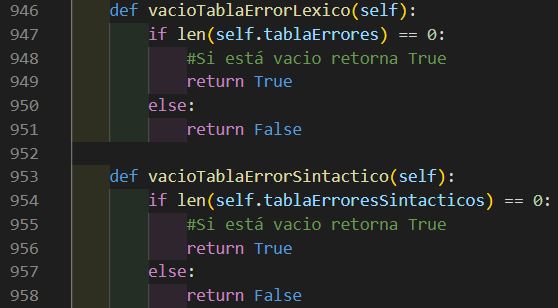 946 def vacioTablaErrorLexico(self):
947 if len(self.tablaErrores) == 0:
948 #Si está vacio retorna True
949 return True
950 else:
951 return False
952
953 def vacioTablaErrorSintactico(self):
954 if len(self.tablaErroresSintacticos) == 0:
955 #Si está vacio retorna True
956 return True
957 else:
958 return False